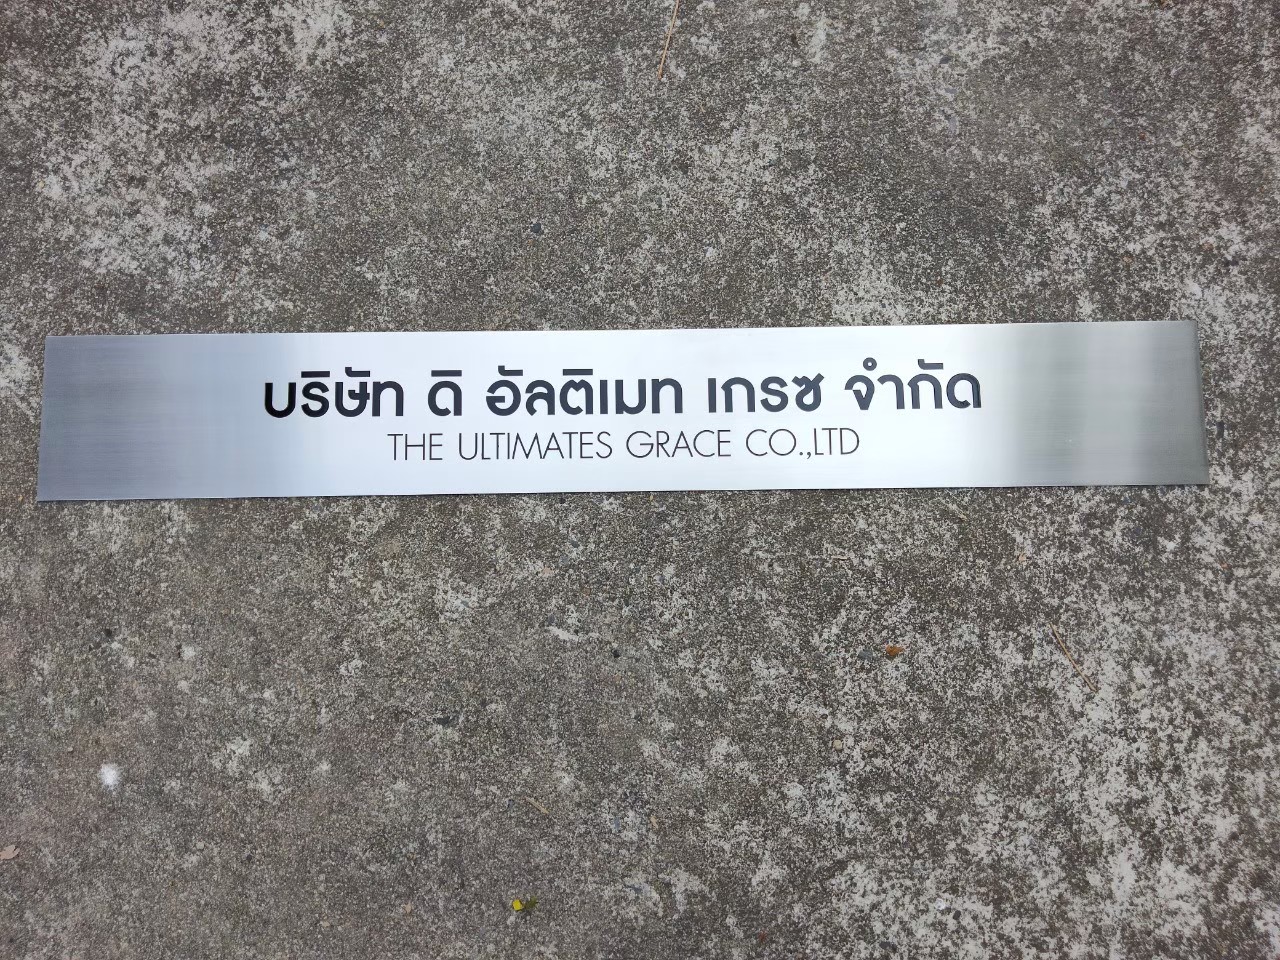 บริษัท ดิ อัลติเมท เกรซ จำกัด
THE ULTIMATES GRACE CO.,LTD